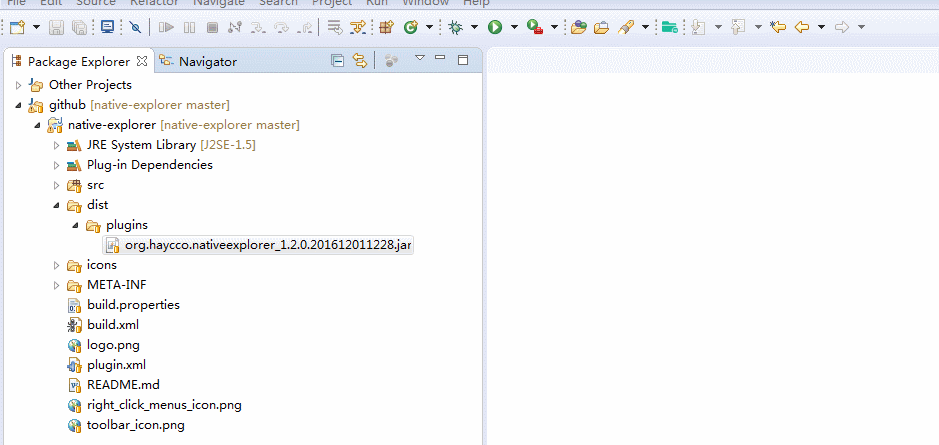 File Edit Source Refactor Navigate Search Project Run Window Help
Package Explorer Navigator
Other Projects
github [native-explorer master]
native-explorer [native-explorer master]
JRE System Library [J2SE-1.5]
Plug-in Dependencies
src
dist
plugins
org.haycco.nativeexplorer_1.2.0.201612011228.jar
icons
META-INF
build.properties
build.xml
logo.png
plugin.xml
README.md
right_click_menus_icon.png
toolbar_icon.png